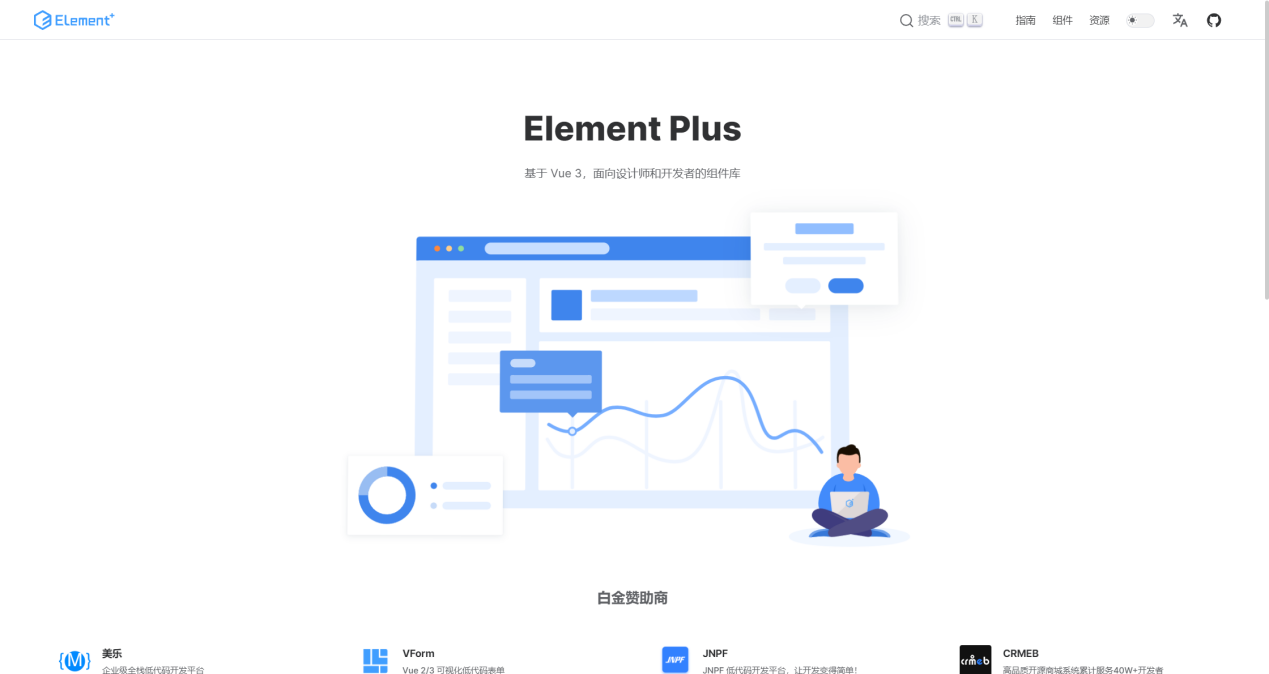 Element+
搜索 CTRL K
指南 组件 资源
Element Plus
基于 Vue 3，面向设计师和开发者的组件库
白金赞助商
{M} 美乐
企业级全栈低代码开发平台
VForm
Vue 2/3 可视化低代码表单
JNPF JNPF
JNPF 低代码开发平台，让开发变得简单!
crmeb CRMEB
高品质开源商城系统累计服务40W+开发者